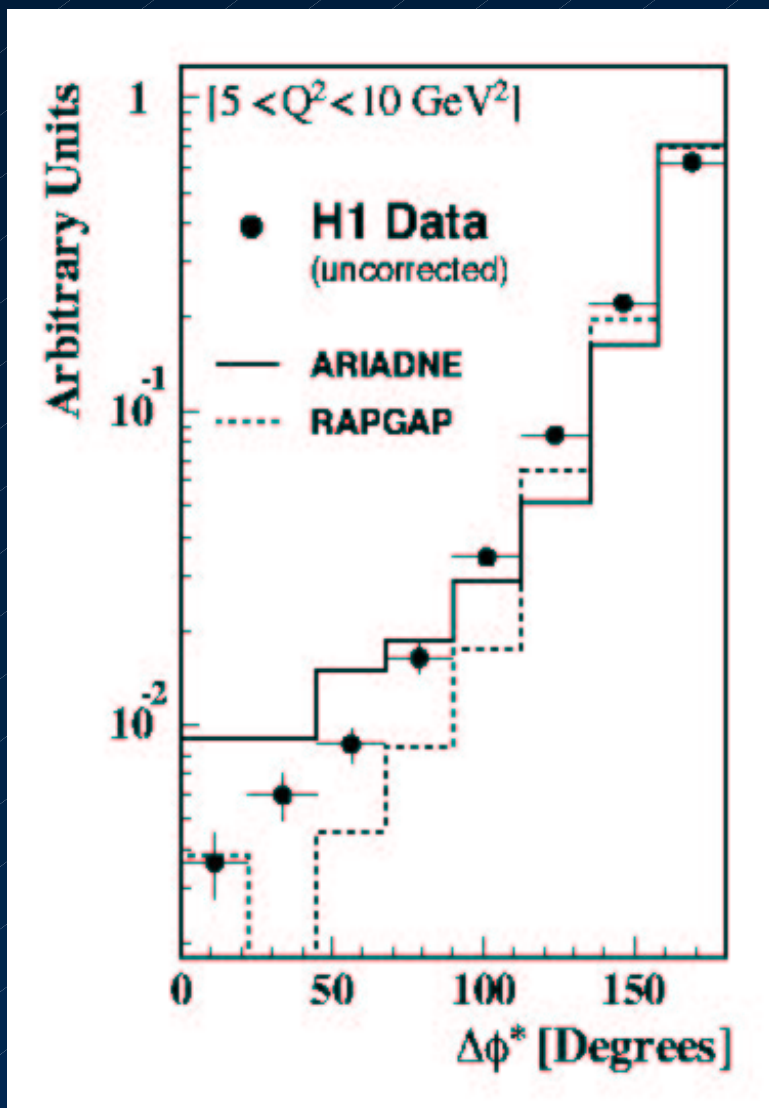 1
[5 <Q²<10 GeV²]
Arbitrary Units
H1 Data
(uncorrected)
ARIADNE
10⁻¹
RAPGAP
10⁻²
0 50 100 150
Δϕ* [Degrees]